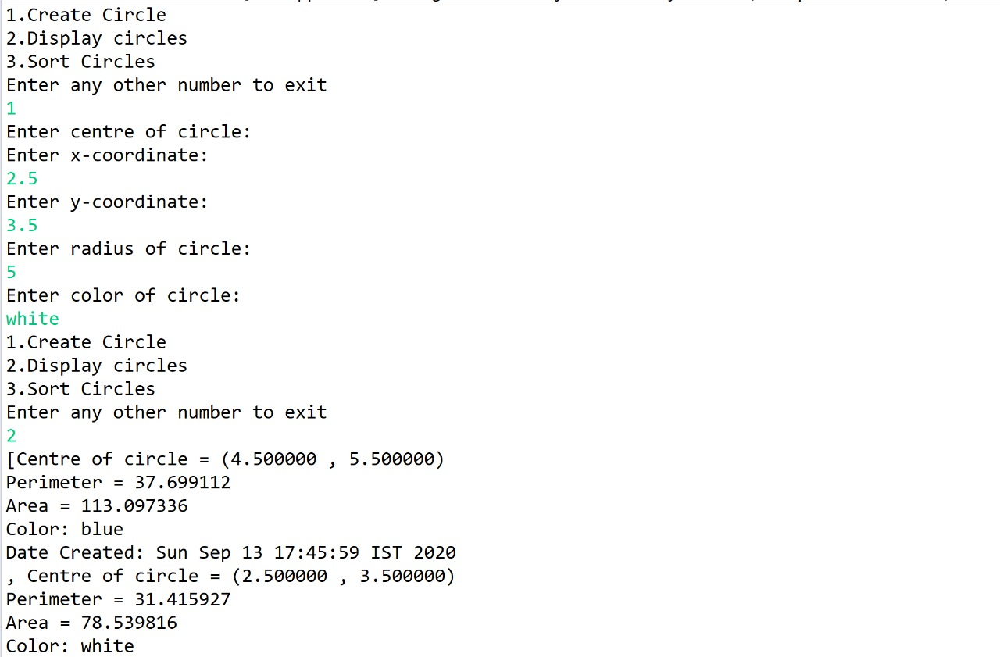 1.Create Circle
2.Display circles
3.Sort Circles
Enter any other number to exit
1
Enter centre of circle:
Enter x-coordinate:
2.5
Enter y-coordinate:
3.5
Enter radius of circle:
5
Enter color of circle:
white
1.Create Circle
2.Display circles
3.Sort Circles
Enter any other number to exit
2
[Centre of circle = (4.500000 , 5.500000)
Perimeter = 37.699112
Area = 113.097336
Color: blue
Date Created: Sun Sep 13 17:45:59 IST 2020
, Centre of circle = (2.500000 , 3.500000)
Perimeter = 31.415927
Area = 78.539816
Color: white